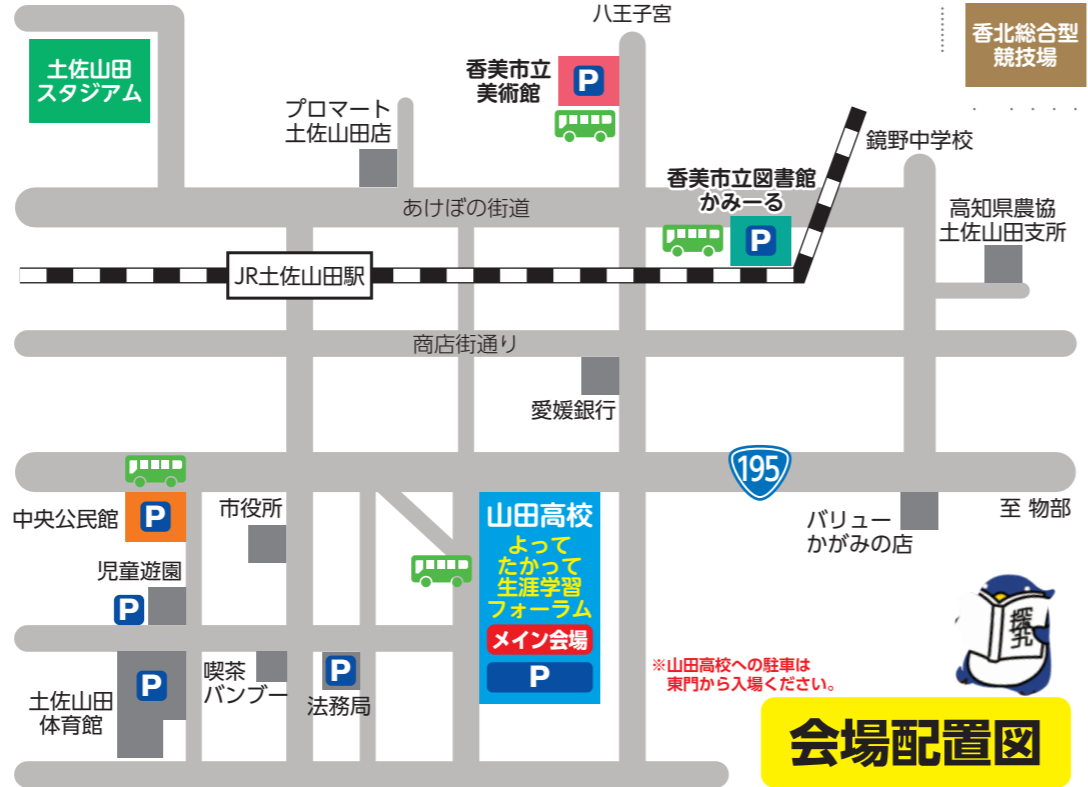 八王子宮
香北総合型
競技場
土佐山田
スタジアム
香美市立
美術館
P
プロマート
土佐山田店
鏡野中学校
香美市立図書館
かみーる
P
あけぼの街道
高知県農協
土佐山田支所
JR土佐山田駅
商店街通り
愛媛銀行
195
中央公民館
P
市役所
山田高校
よって
たかって
生涯学習
フォーラム
メイン会場
P
バリュー
かがみの店
至 物部
児童遊園
P
土佐山田
体育館
P
喫茶
バンブー
P
法務局
※山田高校への駐車は
東門から入場ください。
探究
会場配置図